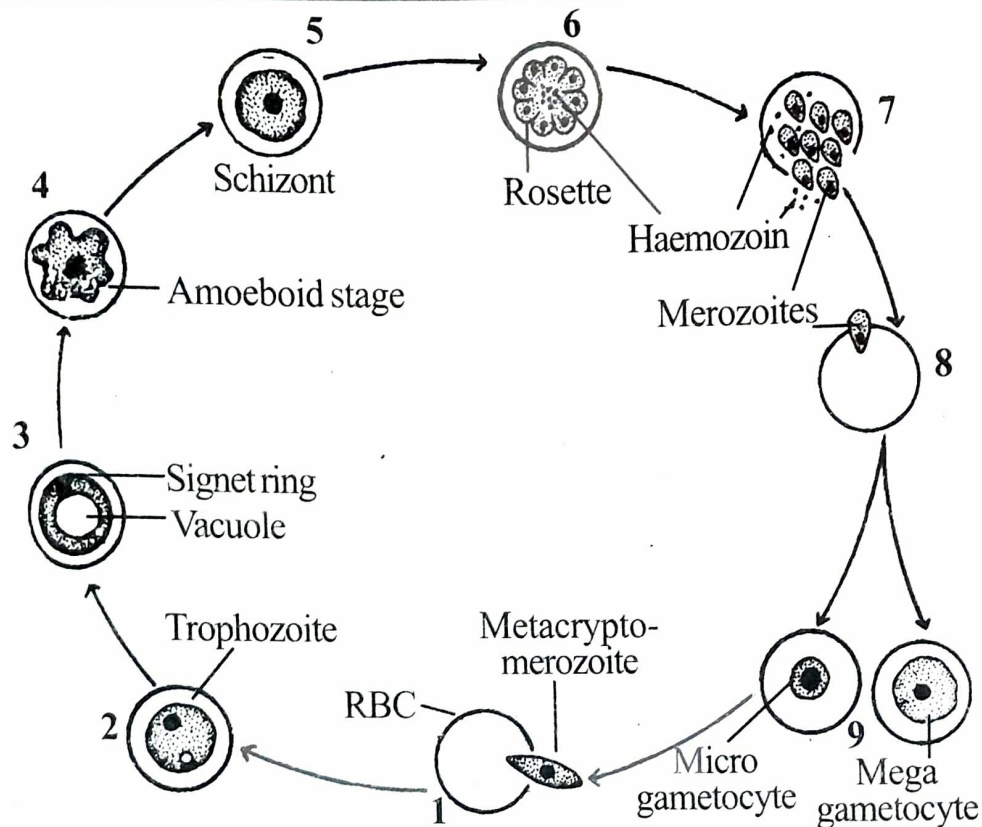 5
6
7
Schizont
Rosette
4
Haemozoin
Amoeboid stage
Merozoites
8
3
Signet ring
Vacuole
Trophozoite
Metacrypto-
merozoite
RBC
2
9
Micro
gametocyte
Mega
gametocyte
1